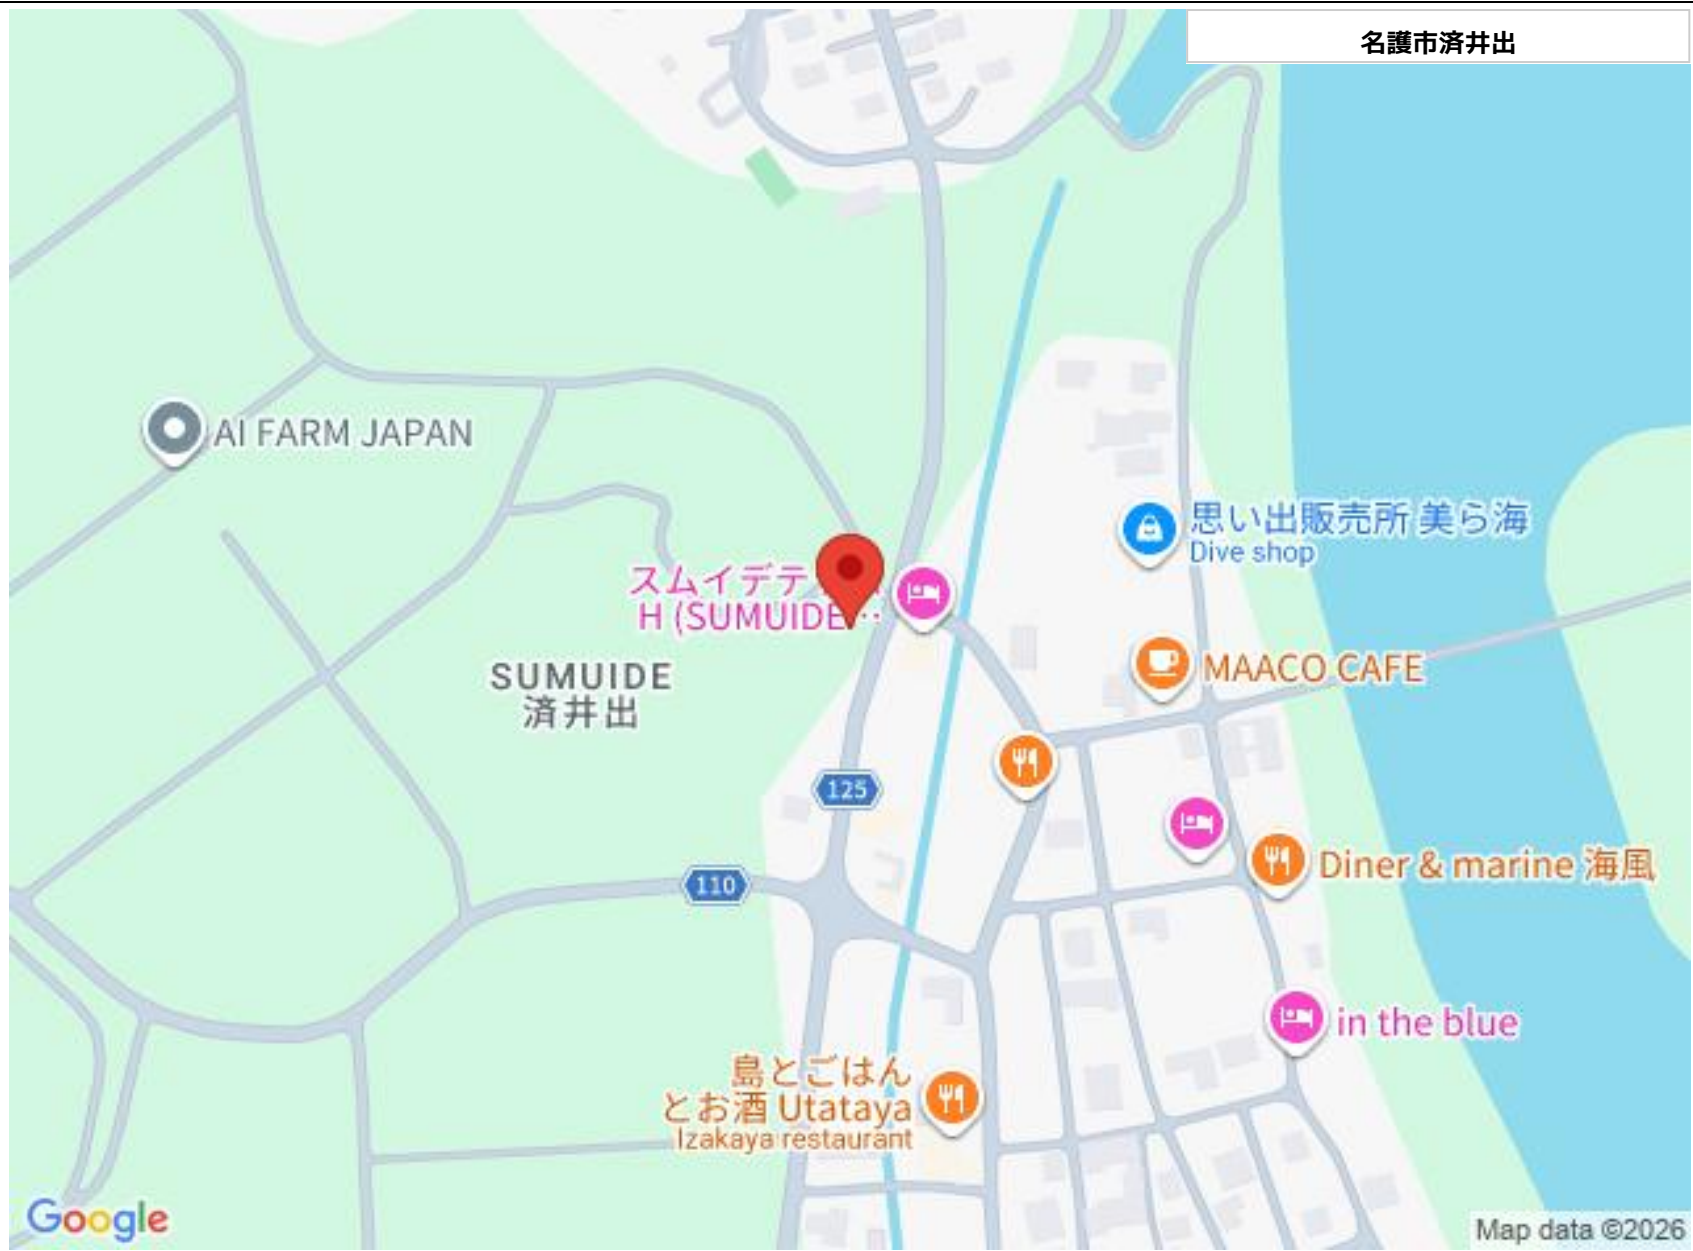 名護市済井出
AI FARM JAPAN
思い出販売所 美ら海
Dive shop
スムイデテ
H (SUMUIDE…
MAACO CAFE
SUMUIDE
済井出
125
110
Diner & marine 海風
in the blue
島とごはん
とお酒 Utataya
Izakaya restaurant
Google
Map data ©2026